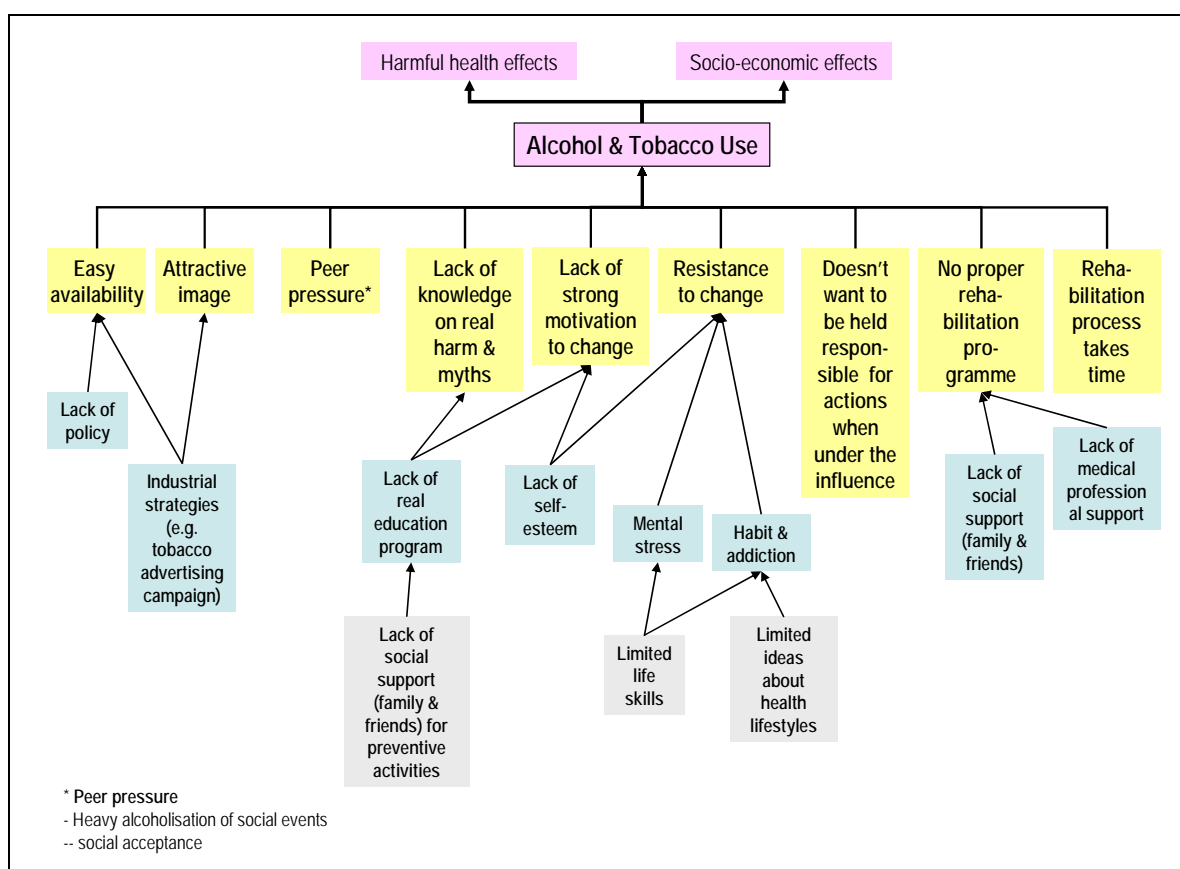 Harmful health effects
Socio-economic effects
Alcohol & Tobacco Use
Easy
availability
Attractive
image
Peer
pressure*
Lack of
knowledge
on real
harm &
myths
Lack of
strong
motivation
to change
Resistance
to change
Doesn't
want to
be held
respon-
sible for
actions
when
under the
influence
No proper
reha-
bilitation
pro-
gramme
Reha-
bilitation
process
takes
time
Lack of
policy
Industrial
strategies
(e.g.
tobacco
advertising
campaign)
Lack of
real
education
program
Lack of
self-
esteem
Mental
stress
Habit &
addiction
Lack of
social
support
(family &
friends)
Lack of
medical
profession
al support
Lack of
social
support
(family &
friends) for
preventive
activities
Limited
life
skills
Limited
ideas
about
health
lifestyles
* Peer pressure
- Heavy alcoholisation of social events
-- social acceptance